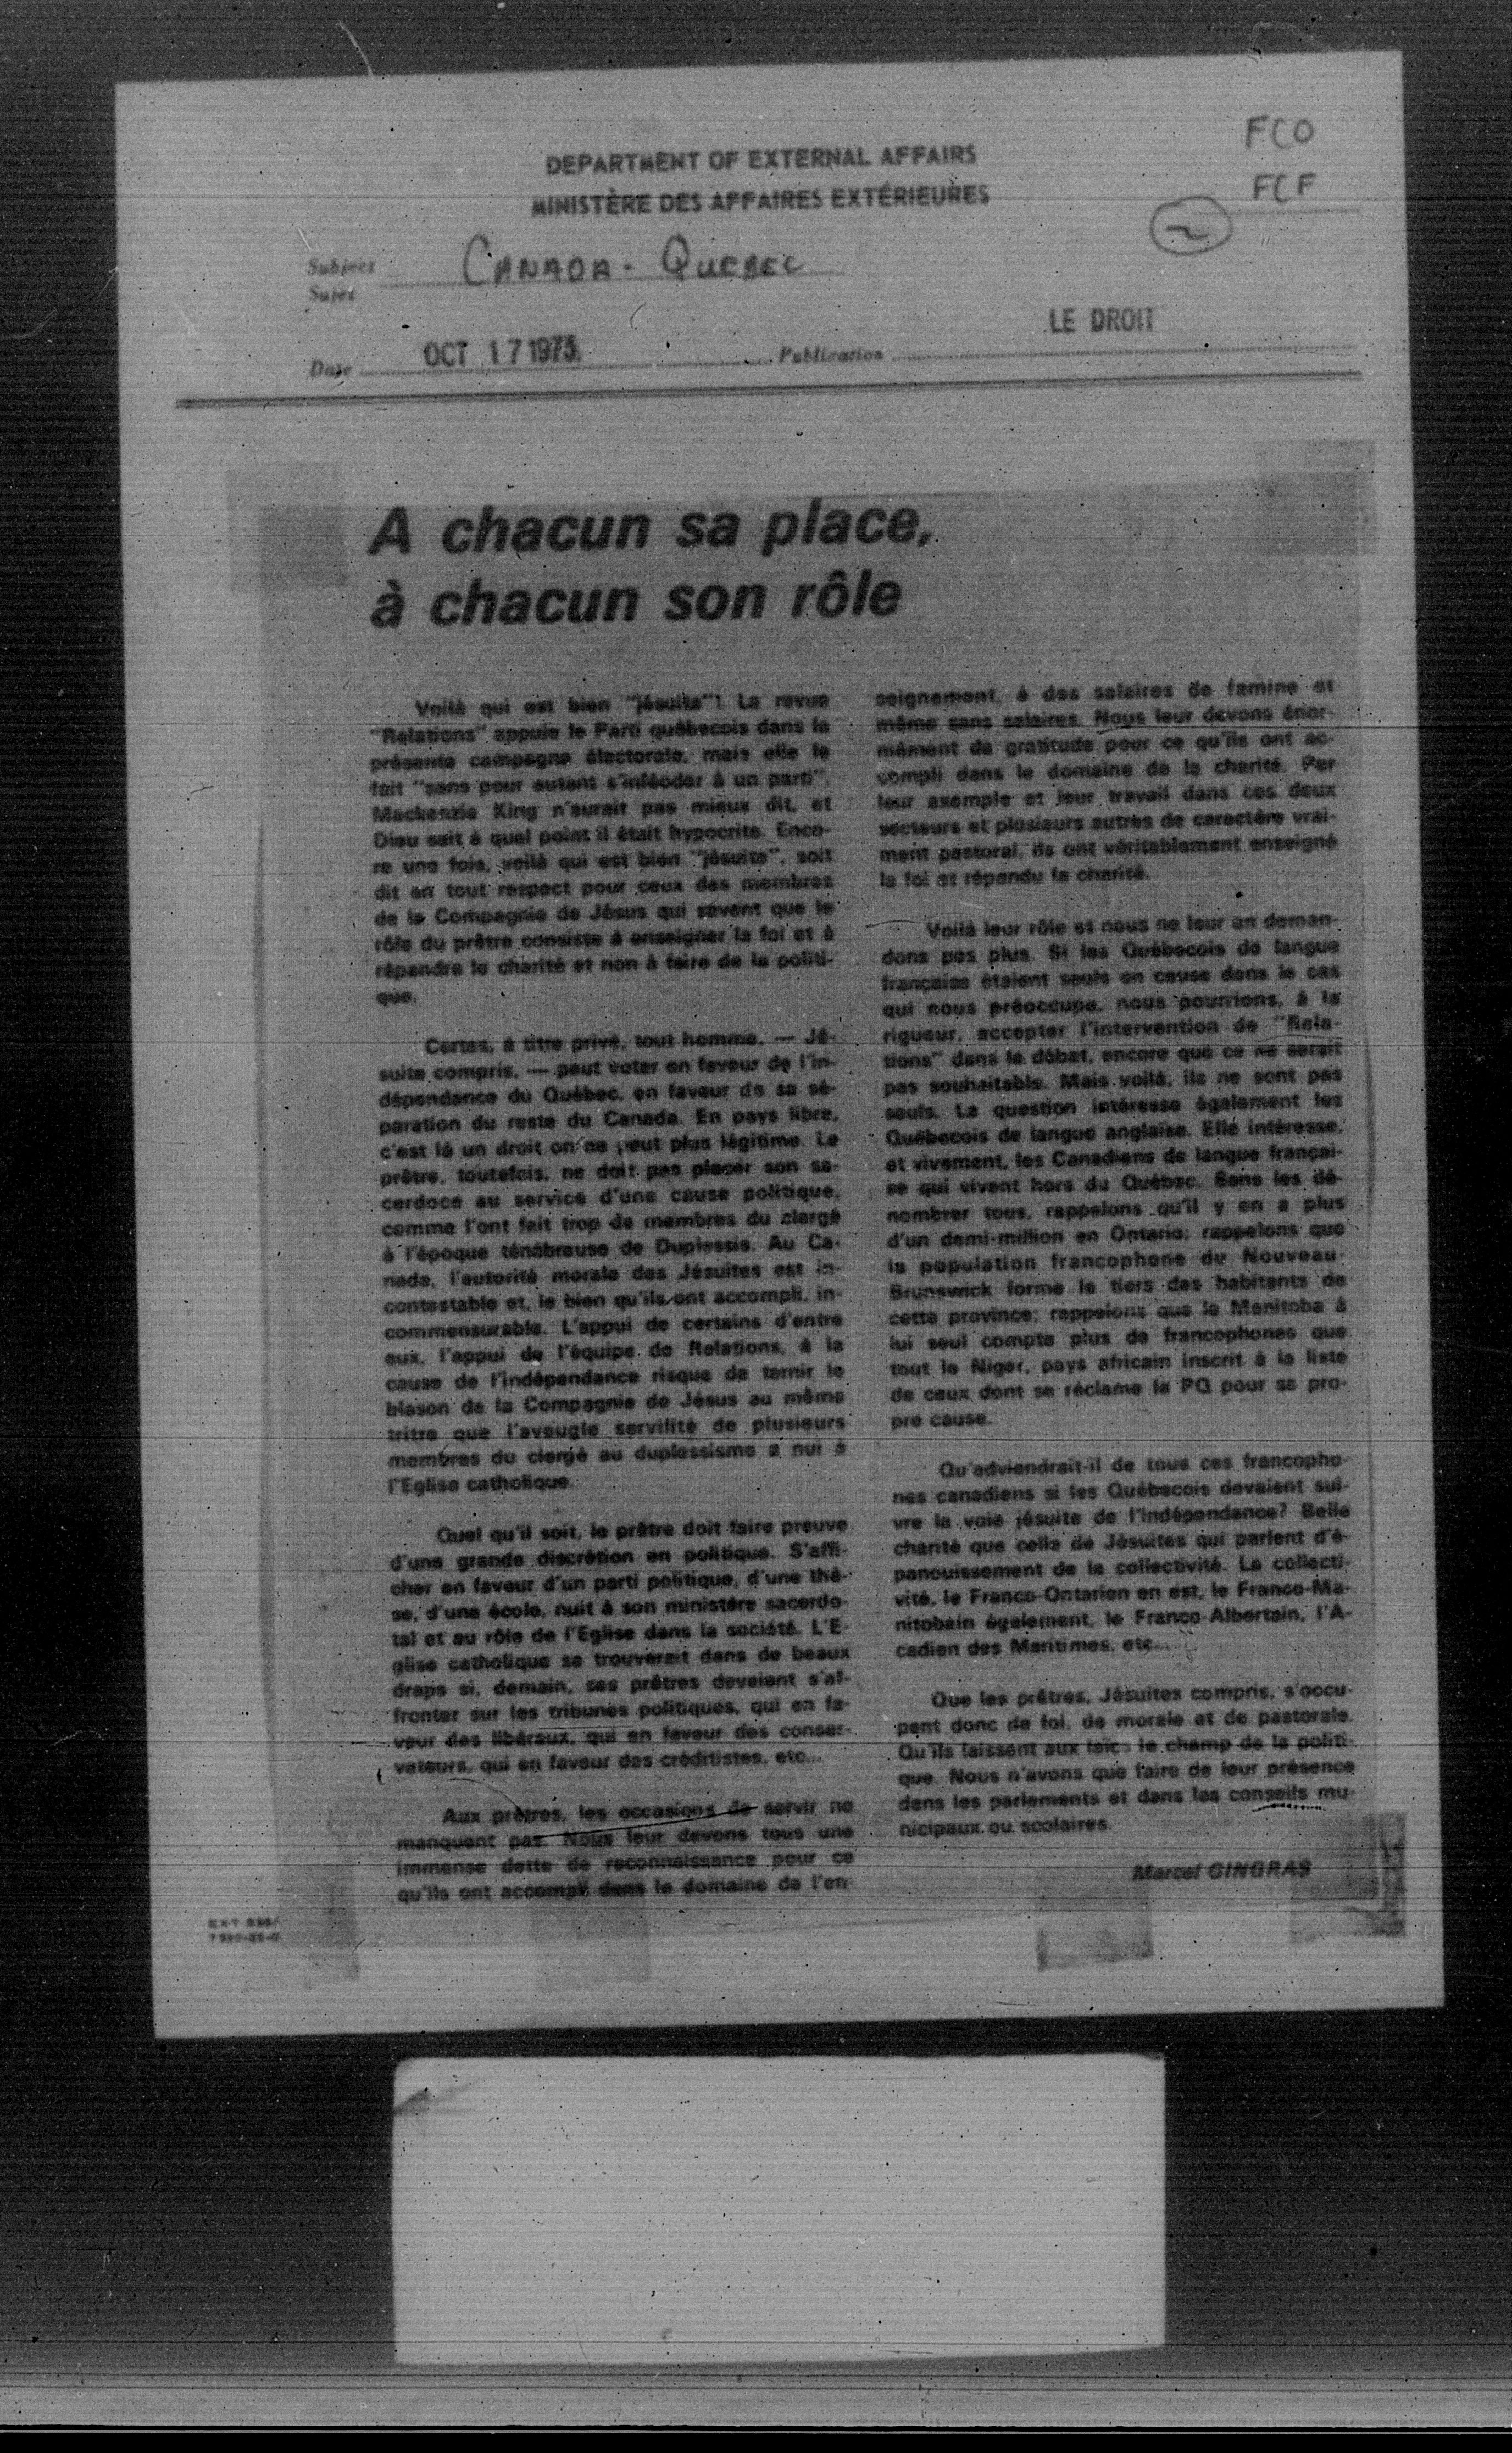 FCO
DEPARTMENT OF EXTERNAL AFFAIRS
FCF
MINISTÈRE DES AFFAIRES EXTÉRIEURES
Subject CANADA - QUEBEC
Sujet
LE DROIT
Date OCT 17 1973 Publication
A chacun sa place,
à chacun son rôle
Voilà qui est bien "jésuite"! La revue
"Relations" appuie le Parti québecois dans la
présente campagne électorale, mais elle le
fait "sans pour autant s'inféoder à un parti".
Mackenzie King n'aurait pas mieux dit, et
Dieu sait à quel point il était hypocrite. Enco-
re une fois, voilà qui est bien "jésuite", soit
dit en tout respect pour ceux des membres
de la Compagnie de Jésus qui savent que le
rôle du prêtre consiste à enseigner la foi et à
répandre la charité et non à faire de la politi-
que.
Certes, à titre privé, tout homme, — Jé-
suite compris, — peut voter en faveur de l'in-
dépendance du Québec, en faveur de sa sé-
paration du reste du Canada. En pays libre,
c'est là un droit on ne peut plus légitime. Le
prêtre, toutefois, ne doit pas placer son sa-
cerdoce au service d'une cause politique,
comme l'ont fait trop de membres du clergé
à l'époque ténébreuse de Duplessis. Au Ca-
nada, l'autorité morale des Jésuites est in-
contestable et, le bien qu'ils ont accompli, in-
commensurable. L'appui de certains d'entre
eux, l'appui de l'équipe de Relations, à la
cause de l'indépendance risque de ternir le
blason de la Compagnie de Jésus au même
tritre que l'aveugle servilité de plusieurs
membres du clergé au duplessisme a nui à
l'Eglise catholique.
Quel qu'il soit, le prêtre doit faire preuve
d'une grande discrétion en politique. S'affi-
cher en faveur d'un parti politique, d'une thè-
se, d'une école, nuit à son ministère sacerdo-
tal et au rôle de l'Eglise dans la société. L'E-
glise catholique se trouverait dans de beaux
draps si, demain, ses prêtres devaient s'af-
fronter sur les tribunes politiques, qui en fa-
veur des libéraux, qui en faveur des conser-
vateurs, qui en faveur des créditistes, etc...
Aux prêtres, les occasions de servir ne
manquent pas. Nous leur devons tous une
immense dette de reconnaissance pour ce
qu'ils ont accompli dans le domaine de l'en-
seignement, à des salaires de famine et
même sans salaires. Nous leur devons énor-
mément de gratitude pour ce qu'ils ont ac-
compli dans le domaine de la charité. Par
leur exemple et leur travail dans ces deux
secteurs et plusieurs autres de caractère vrai-
ment pastoral, ils ont véritablement enseigné
la foi et répandu la charité.
Voilà leur rôle et nous ne leur en deman-
dons pas plus. Si les Québecois de langue
française étaient seuls en cause dans le cas
qui nous préoccupe, nous pourrions, à la
rigueur, accepter l'intervention de "Rela-
tions" dans le débat, encore que ce ne serait
pas souhaitable. Mais voilà, ils ne sont pas
seuls. La question intéresse également les
Québecois de langue anglaise. Elle intéresse,
et vivement, les Canadiens de langue françai-
se qui vivent hors du Québec. Sans les dé-
nombrer tous, rappelons qu'il y en a plus
d'un demi-million en Ontario; rappelons que
la population francophone du Nouveau-
Brunswick forme le tiers des habitants de
cette province; rappelons que le Manitoba à
lui seul compte plus de francophones que
tout le Niger, pays africain inscrit à la liste
de ceux dont se réclame le PQ pour sa pro-
pre cause.
Qu'adviendrait-il de tous ces francopho-
nes canadiens si les Québecois devaient sui-
vre la voie jésuite de l'indépendance? Belle
charité que celle de Jésuites qui parlent d'é-
panouissement de la collectivité. La collecti-
vité, le Franco-Ontarien en est, le Franco-Ma-
nitobain également, le Franco-Albertain, l'A-
cadien des Maritimes, etc...
Que les prêtres, Jésuites compris, s'occu-
pent donc de foi, de morale et de pastorale.
Qu'ils laissent aux laïcs le champ de la politi-
que. Nous n'avons que faire de leur présence
dans les parlements et dans les conseils mu-
nicipaux ou scolaires.
Marcel GINGRAS